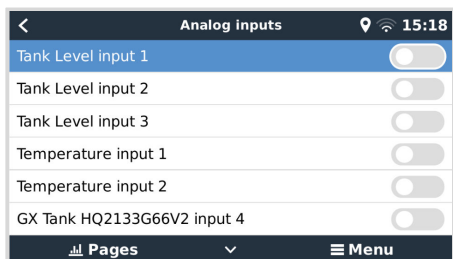 Analog inputs 15:18
Tank Level input 1
Tank Level input 2
Tank Level input 3
Temperature input 1
Temperature input 2
GX Tank HQ2133G66V2 input 4
Pages Menu